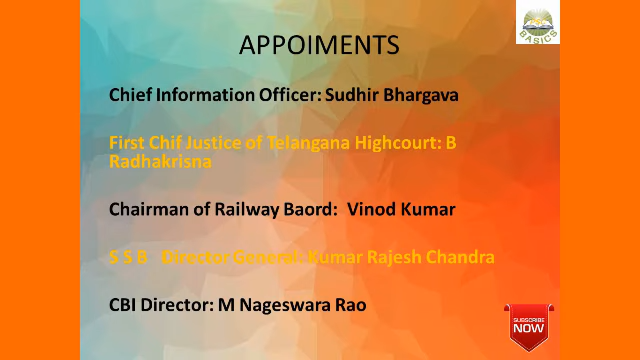 APPOIMENTS
Chief Information Officer: Sudhir Bhargava
First Chif Justice of Telangana Highcourt: B
Radhakrisna
Chairman of Railway Baord: Vinod Kumar
S S B Director General: Kumar Rajesh Chandra
CBI Director: M Nageswara Rao
BASICS
SUBSCRIBE
NOW